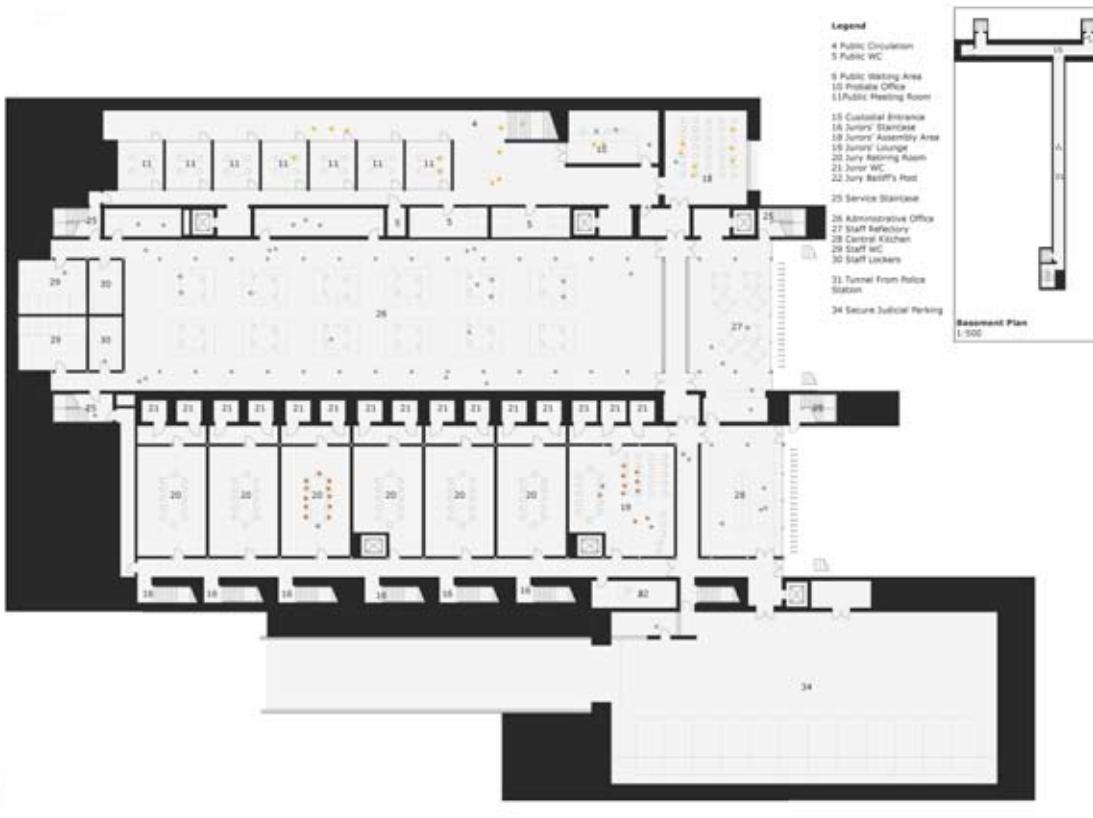 Legend
4 Public Circulation
5 Public WC
10 Probate Office
11Public Meeting Room
15 Custodial Entrance
16 Jurors' Staircase
18 Jurors' Assembly Area
19 Jurors' Lounge
20 Jury Retiring Room
21 Juror WC
22 Jury Bailiff's Post
25 Service Staircase
26 Administrative Office
27 Staff Refectory
28 Central Kitchen
29 Staff WC
30 Staff Lockers
31 Tunnel From Police
Station
34 Secure Judicial Parking
Basement Plan
1:500
15
31
4
11 11 11 11 11 11 11
10
18
25
5
5
5
25
29
30
26
27
29
30
25
21 21 21 21 21 21 21 21 21 21 21 21 21 21 21
20 20 20 20 20 20
19
28
16 16 16 16 16 16
22
34